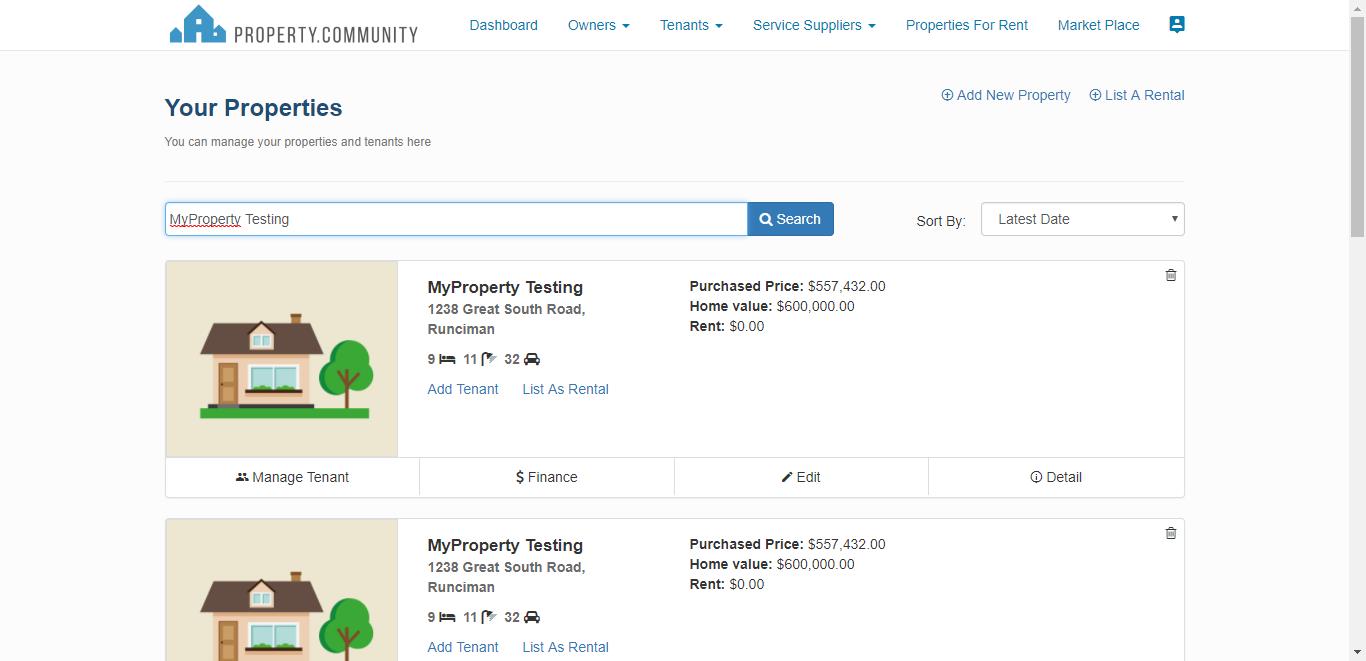 PROPERTY.COMMUNITY
Dashboard
Owners
Tenants
Service Suppliers
Properties For Rent
Market Place
Your Properties
Add New Property
List A Rental
You can manage your properties and tenants here
MyProperty Testing
Search
Sort By:
Latest Date
MyProperty Testing
1238 Great South Road,
Runciman
9 11 32
Add Tenant List As Rental
Purchased Price: $557,432.00
Home value: $600,000.00
Rent: $0.00
Manage Tenant
$ Finance
Edit
Detail
MyProperty Testing
1238 Great South Road,
Runciman
9 11 32
Add Tenant List As Rental
Purchased Price: $557,432.00
Home value: $600,000.00
Rent: $0.00